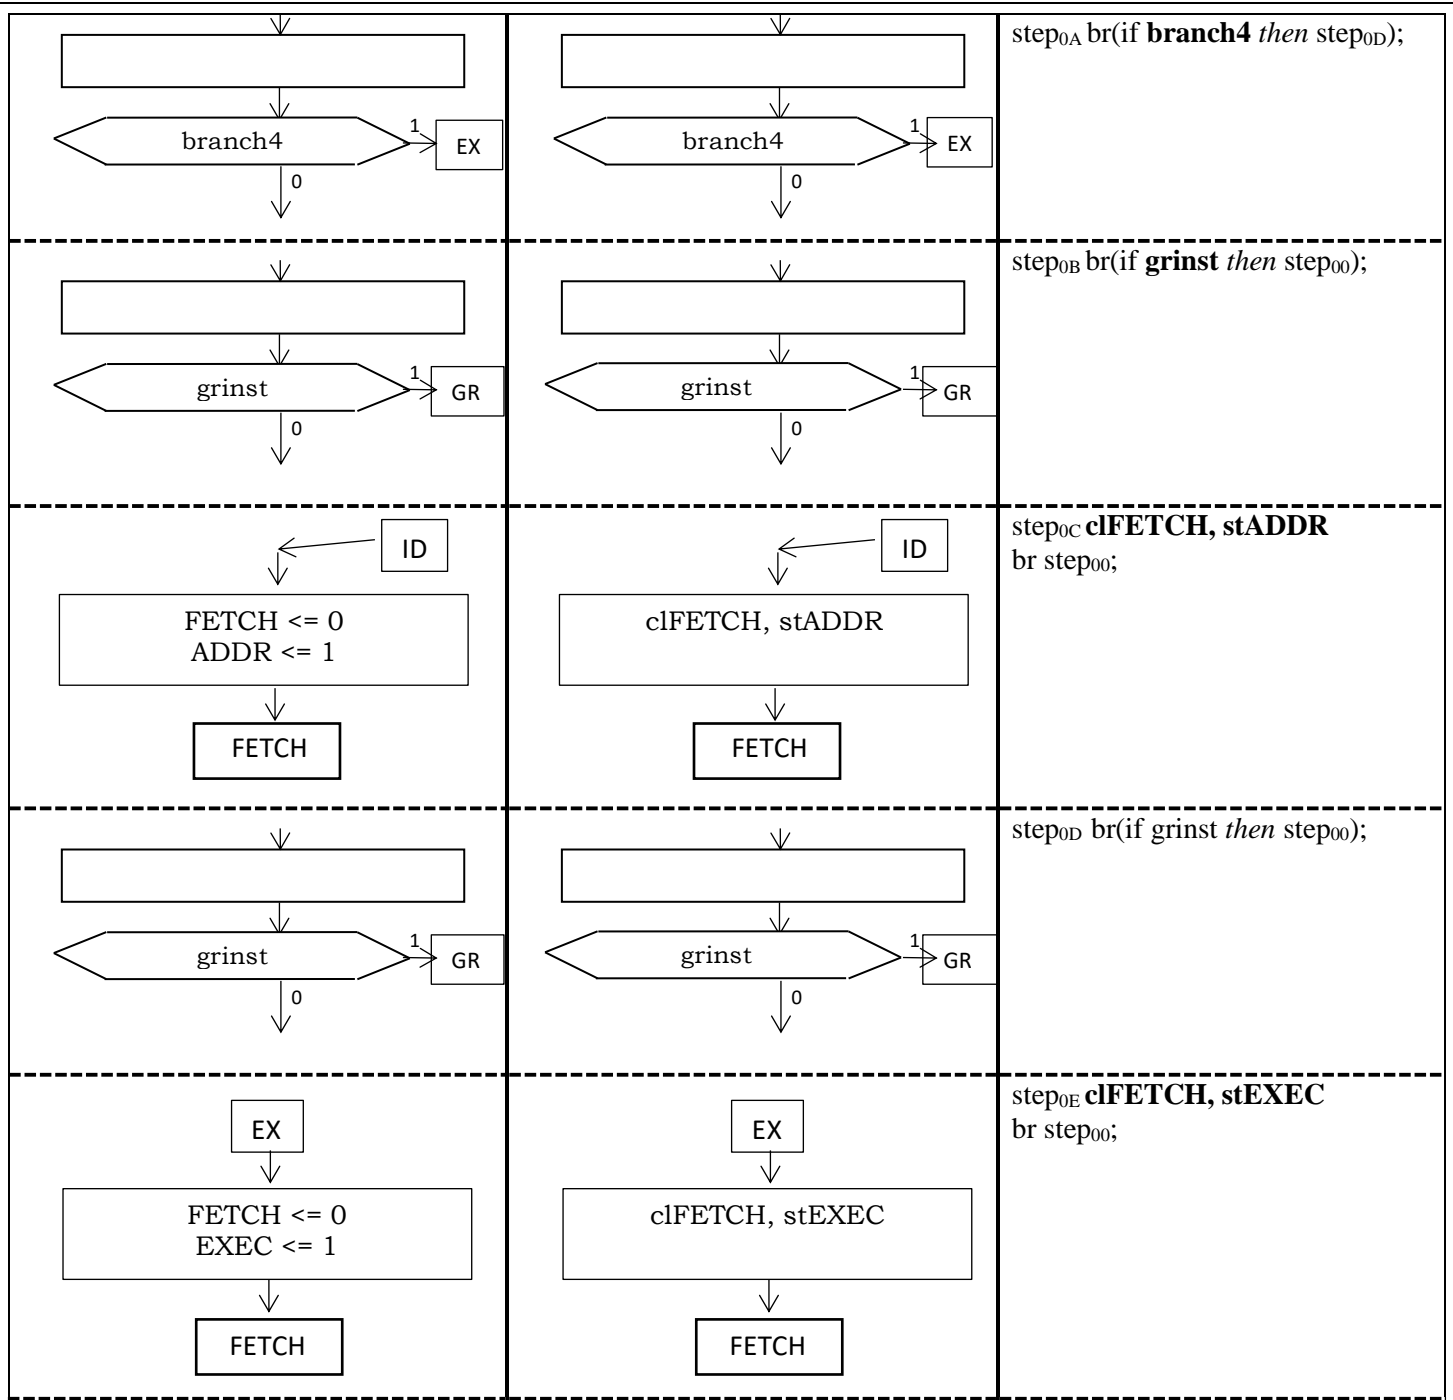 branch4
1
EX
0
branch4
1
EX
0
step0A br(if branch4 then step0D);
grinst
1
GR
0
grinst
1
GR
0
step0B br(if grinst then step00);
ID
FETCH <= 0
ADDR <= 1
FETCH
ID
clFETCH, stADDR
FETCH
step0C clFETCH, stADDR
br step00;
grinst
1
GR
0
grinst
1
GR
0
step0D br(if grinst then step00);
EX
FETCH <= 0
EXEC <= 1
FETCH
EX
clFETCH, stEXEC
FETCH
step0E clFETCH, stEXEC
br step00;